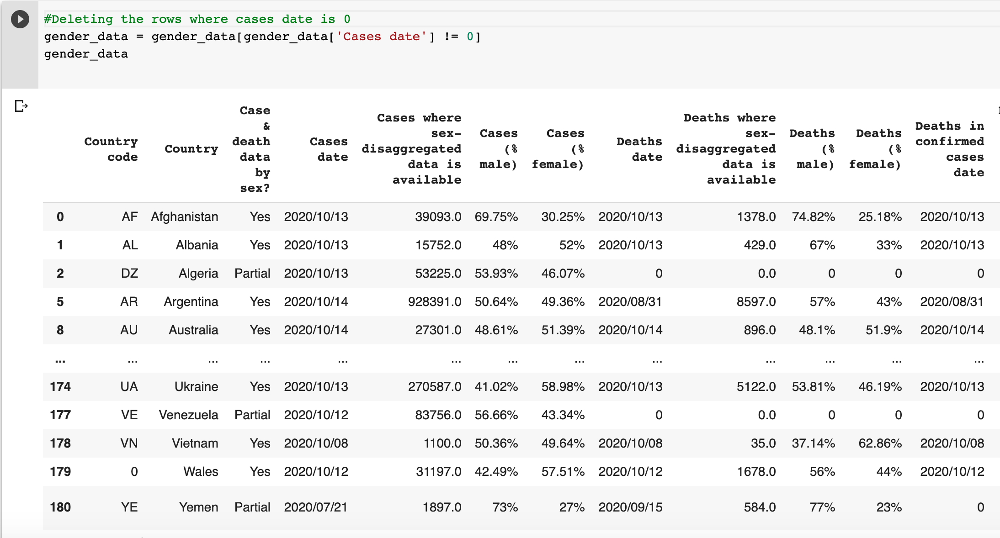 #Deleting the rows where cases date is 0
gender_data = gender_data[gender_data['Cases date'] != 0]
gender_data
Country code Country Case & death data by sex? Cases date Cases where sex-disaggregated data is available Cases (% male) Cases (% female) Deaths date Deaths where sex-disaggregated data is available Deaths (% male) Deaths (% female) Deaths in confirmed cases date
0 AF Afghanistan Yes 2020/10/13 39093.0 69.75% 30.25% 2020/10/13 1378.0 74.82% 25.18% 2020/10/13
1 AL Albania Yes 2020/10/13 15752.0 48% 52% 2020/10/13 429.0 67% 33% 2020/10/13
2 DZ Algeria Partial 2020/10/13 53225.0 53.93% 46.07% 0 0.0 0 0 0
5 AR Argentina Yes 2020/10/14 928391.0 50.64% 49.36% 2020/08/31 8597.0 57% 43% 2020/08/31
8 AU Australia Yes 2020/10/14 27301.0 48.61% 51.39% 2020/10/14 896.0 48.1% 51.9% 2020/10/14
... ... ... ... ... ... ... ... ... ... ... ... ...
174 UA Ukraine Yes 2020/10/13 270587.0 41.02% 58.98% 2020/10/13 5122.0 53.81% 46.19% 2020/10/13
177 VE Venezuela Partial 2020/10/12 83756.0 56.66% 43.34% 0 0.0 0 0 0
178 VN Vietnam Yes 2020/10/08 1100.0 50.36% 49.64% 2020/10/08 35.0 37.14% 62.86% 2020/10/08
179 0 Wales Yes 2020/10/12 31197.0 42.49% 57.51% 2020/10/12 1678.0 56% 44% 2020/10/12
180 YE Yemen Partial 2020/07/21 1897.0 73% 27% 2020/09/15 584.0 77% 23% 0